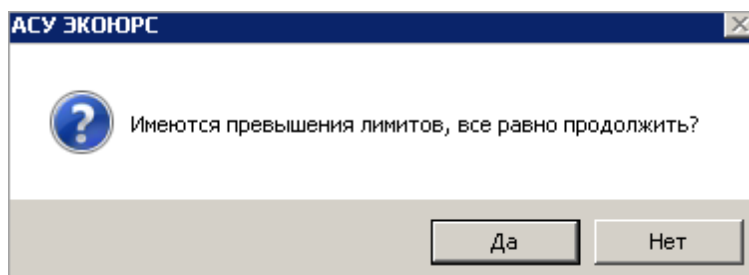 АСУ ЭКОЮРС
Имеются превышения лимитов, все равно продолжить?
Да
Нет